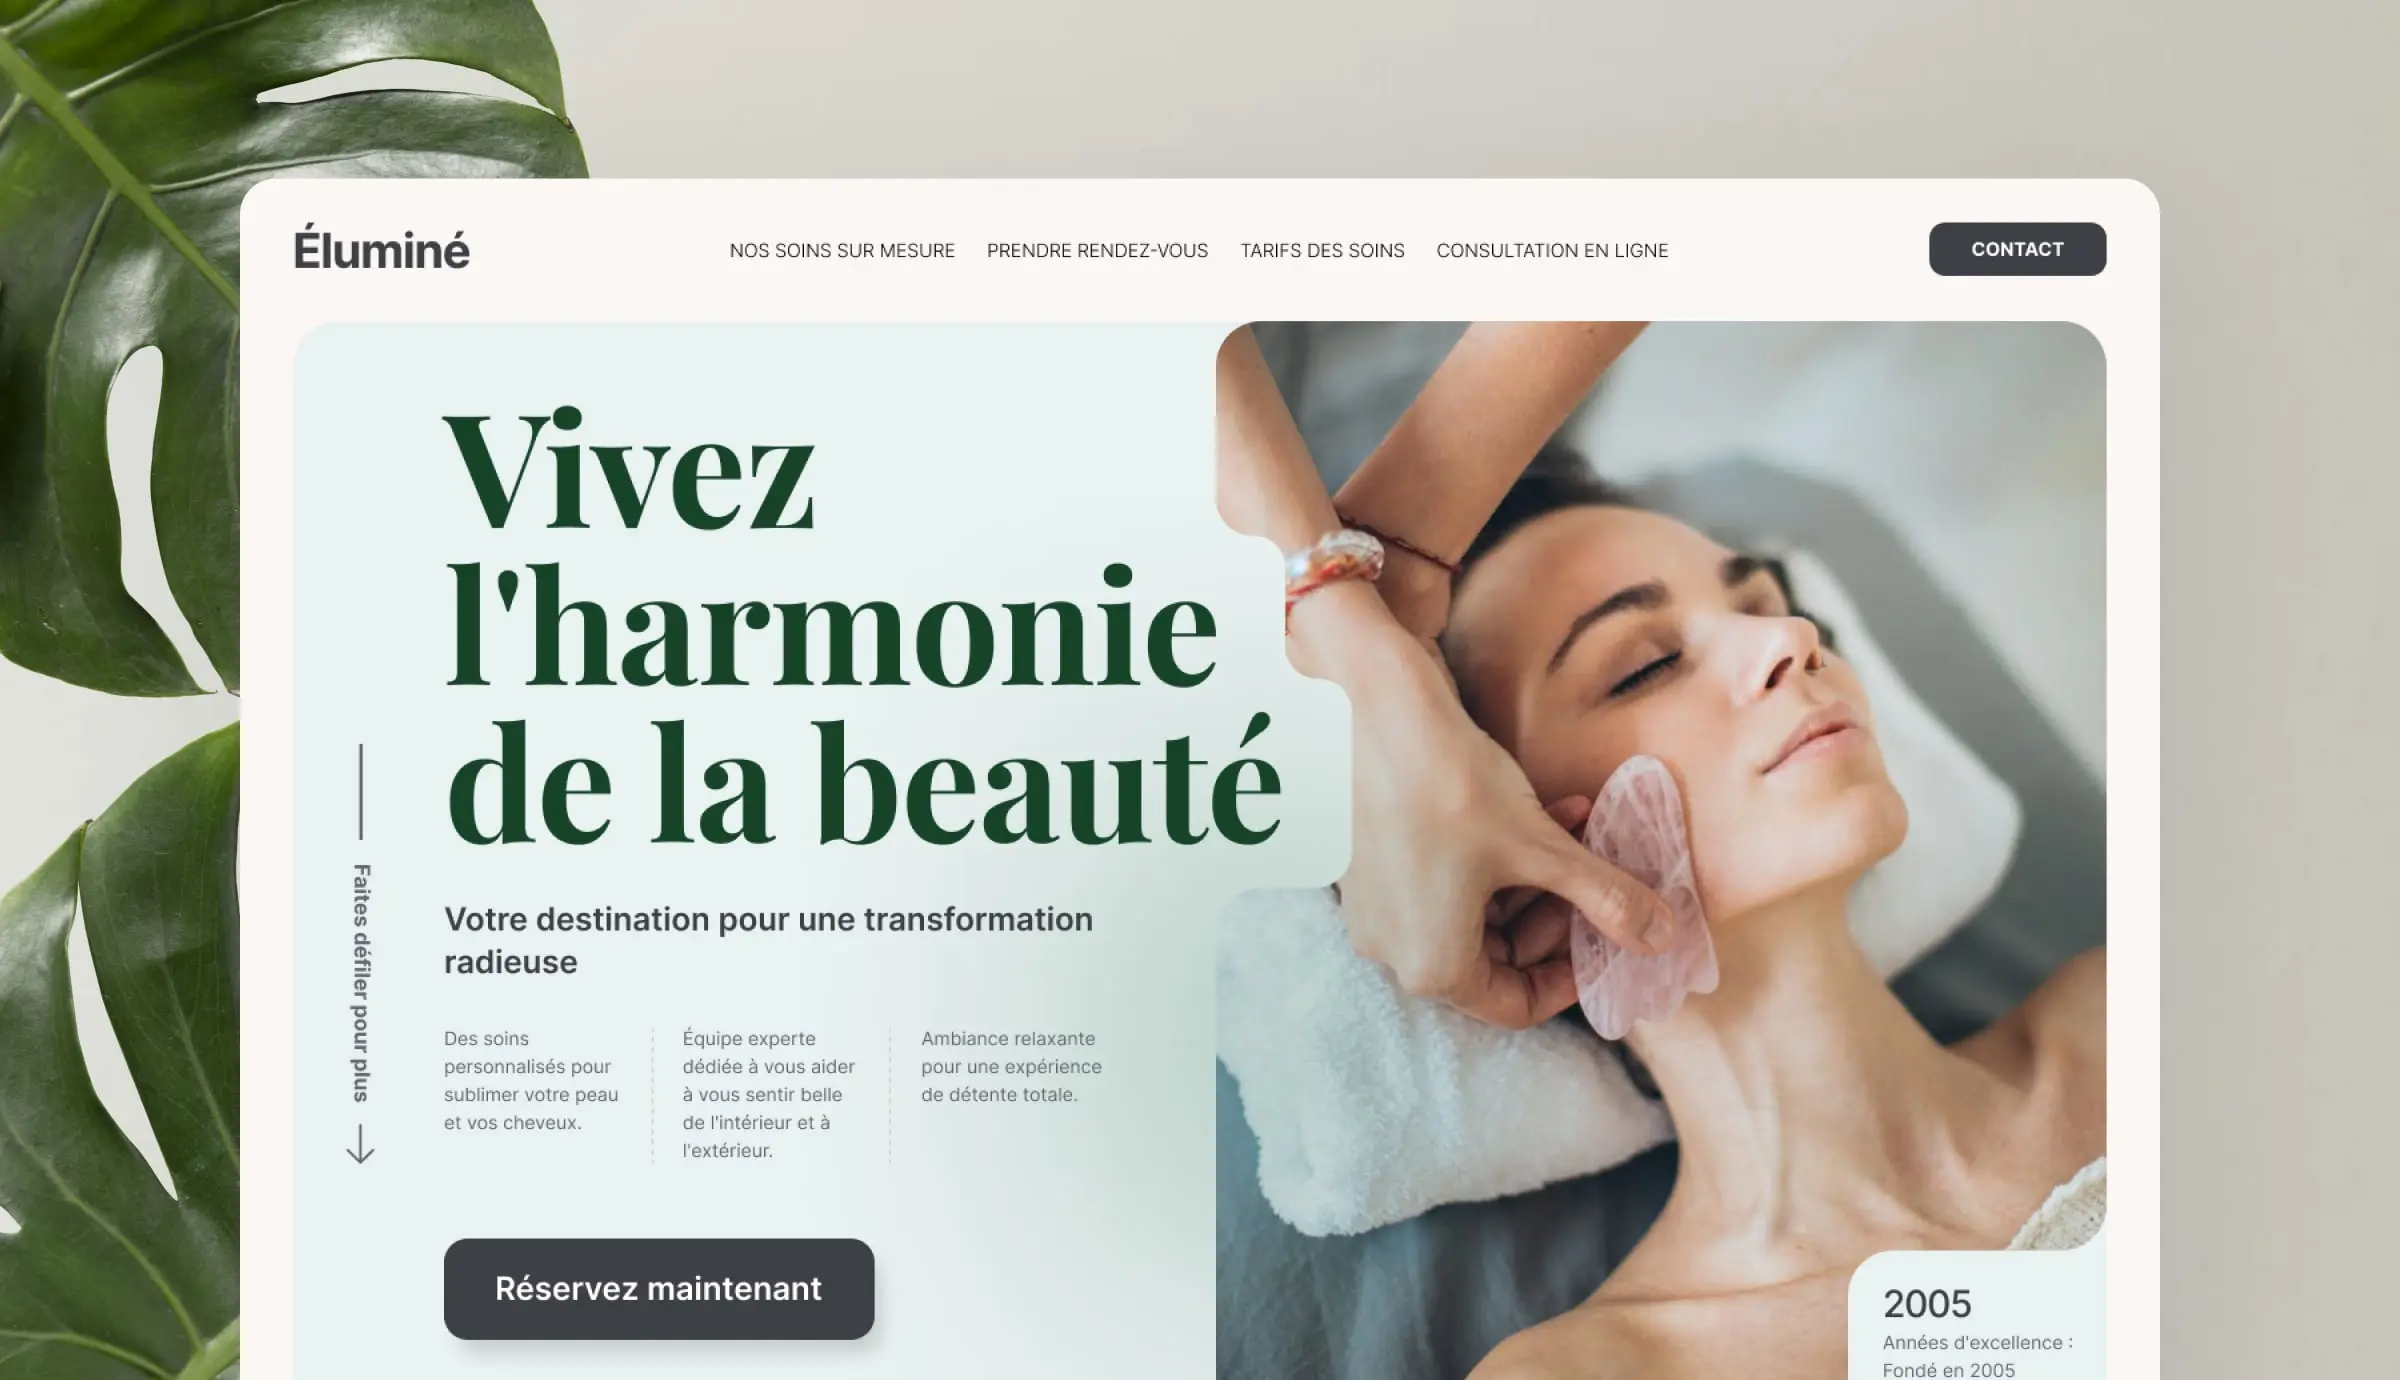 Éluminé
NOS SOINS SUR MESURE
PRENDRE RENDEZ-VOUS
TARIFS DES SOINS
CONSULTATION EN LIGNE
CONTACT
Vivez
l'harmonie
de la beauté
Votre destination pour une transformation
radieuse
Faites défiler pour plus
Des soins
personnalisés pour
sublimer votre peau
et vos cheveux.
Équipe experte
dédiée à vous aider
à vous sentir belle
de l'intérieur et à
l'extérieur.
Ambiance relaxante
pour une expérience
de détente totale.
Réservez maintenant
2005
Années d'excellence :
Fondé en 2005